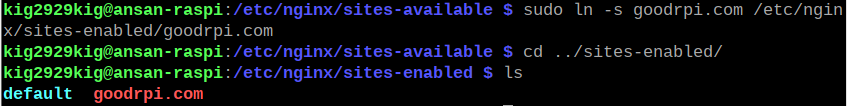 kig2929kig@ansan-raspi:/etc/nginx/sites-available $ sudo ln -s goodrpi.com /etc/ngin
x/sites-enabled/goodrpi.com
kig2929kig@ansan-raspi:/etc/nginx/sites-available $ cd ../sites-enabled/
kig2929kig@ansan-raspi:/etc/nginx/sites-enabled $ ls
default  goodrpi.com